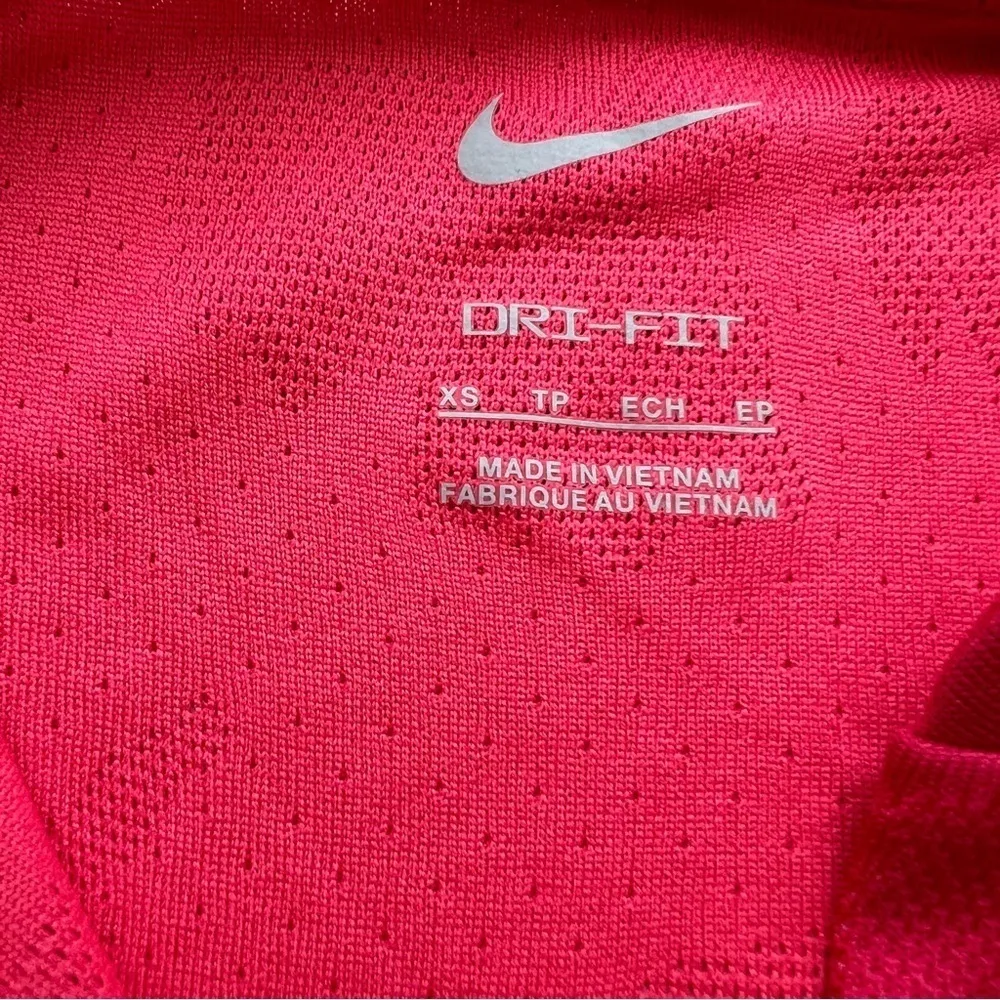 DRI-FIT
XS TP ECH EP
MADE IN VIETNAM
FABRIQUE AU VIETNAM